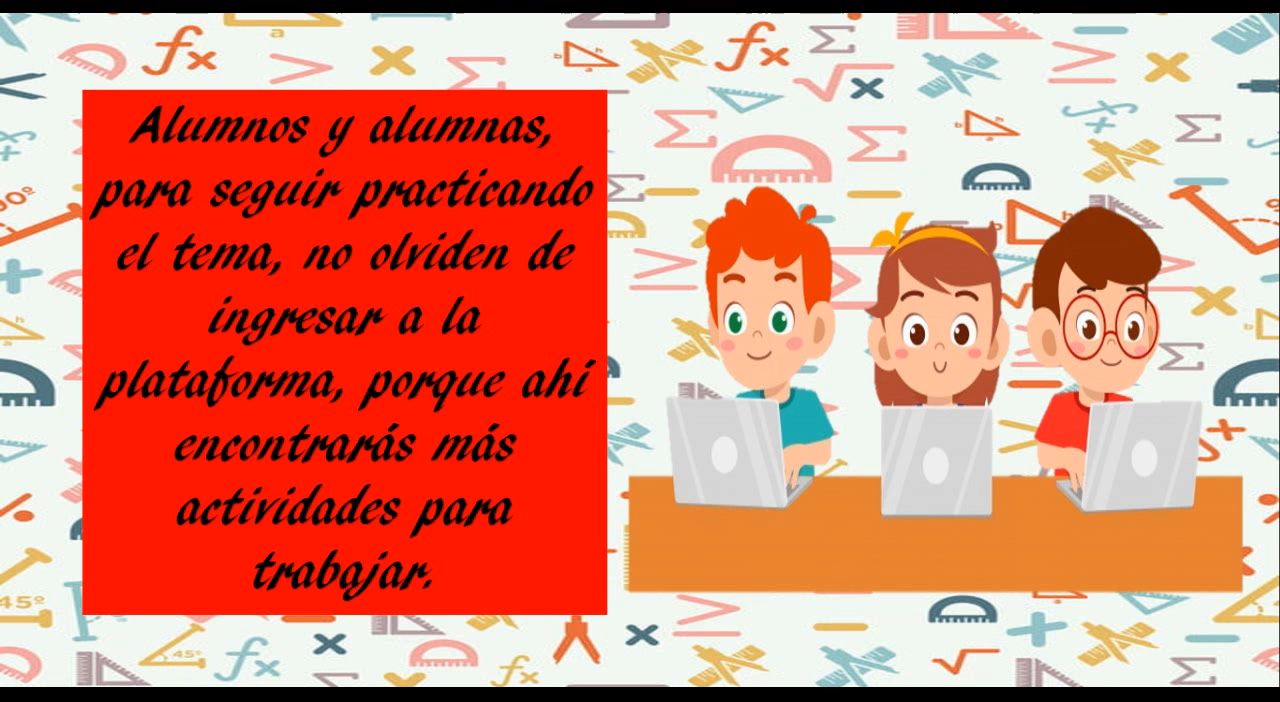 Alumnos y alumnas,
para seguir practicando
el tema, no olviden de
ingresar a la
plataforma, porque ahí
encontrarás más
actividades para
trabajar.